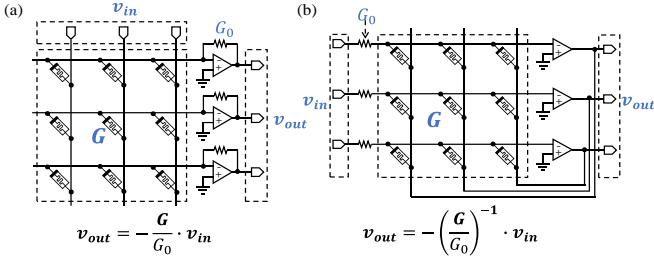 (a)
v_in
G_0
G
v_out
v_out = −G/G_0 · v_in
(b)
G_0
v_in
G
v_out
v_out = −(G/G_0)^−1 · v_in